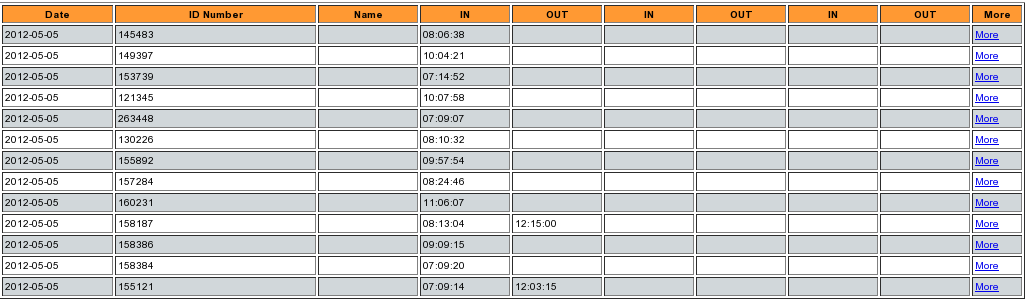 Date ID Number Name IN OUT IN OUT IN OUT More
2012-05-05 145483 08:06:38 More
2012-05-05 149397 10:04:21 More
2012-05-05 153739 07:14:52 More
2012-05-05 121345 10:07:58 More
2012-05-05 263448 07:09:07 More
2012-05-05 130226 08:10:32 More
2012-05-05 155892 09:57:54 More
2012-05-05 157284 08:24:46 More
2012-05-05 160231 11:06:07 More
2012-05-05 158187 08:13:04 12:15:00 More
2012-05-05 158386 09:09:15 More
2012-05-05 158384 07:09:20 More
2012-05-05 155121 07:09:14 12:03:15 More